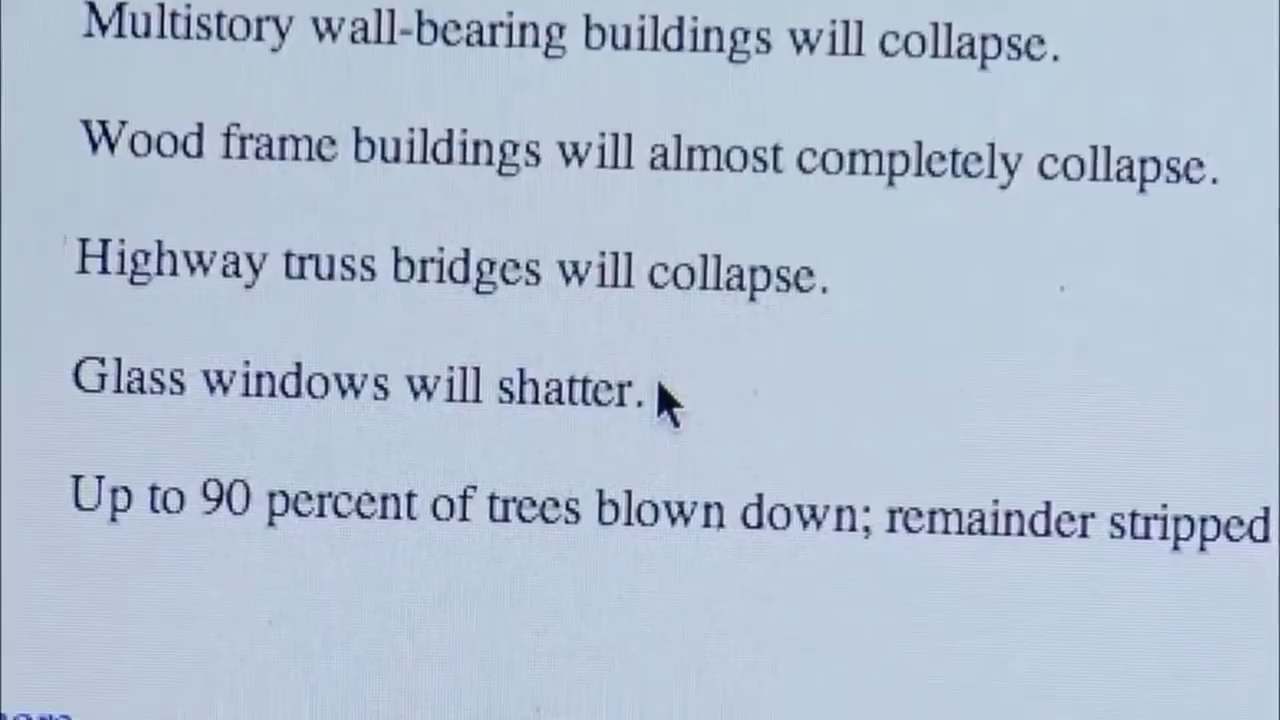 Multistory wall-bearing buildings will collapse.
Wood frame buildings will almost completely collapse.
Highway truss bridges will collapse.
Glass windows will shatter.
Up to 90 percent of trees blown down; remainder stripped